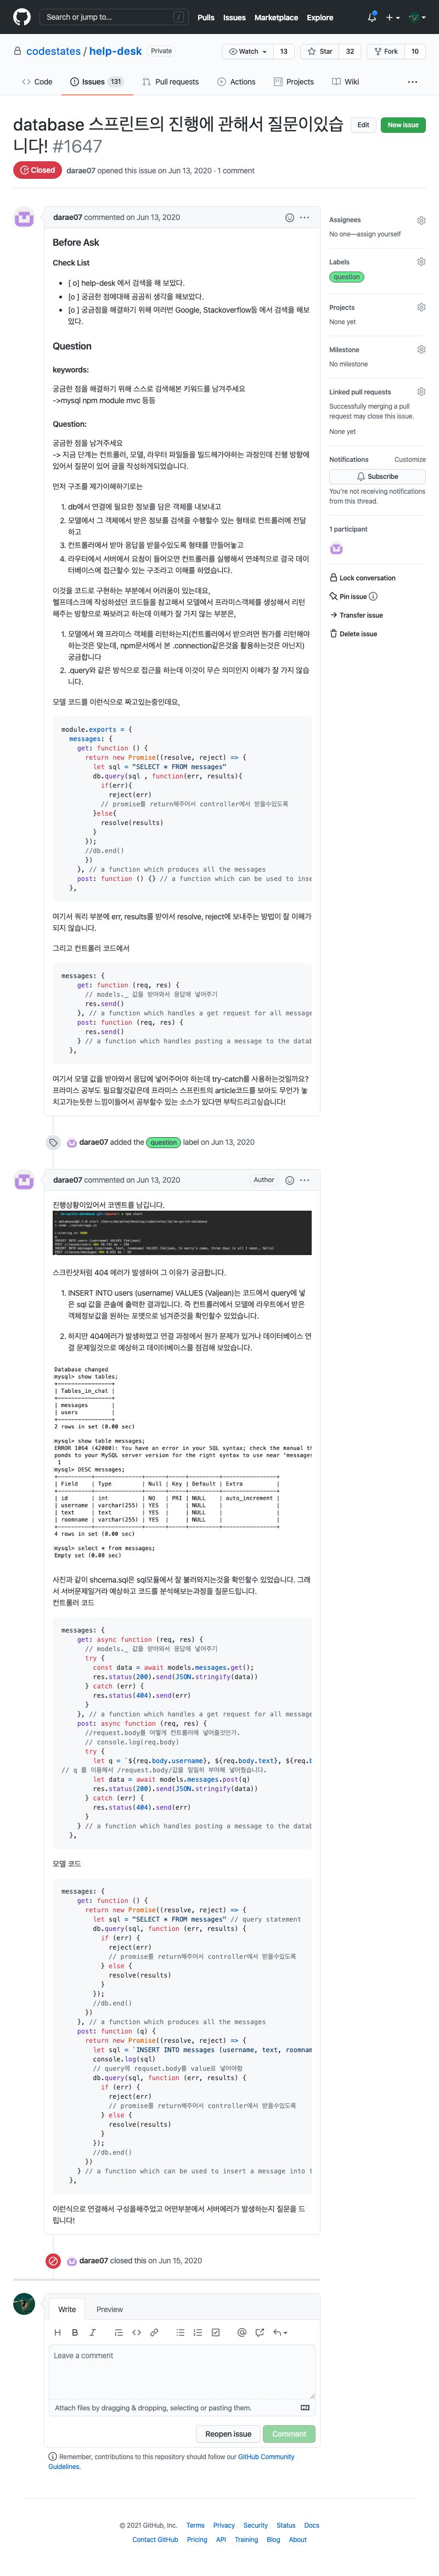 Search or jump to...
/
Pulls Issues Marketplace Explore
codestates / help-desk Private
Watch 13 Star 32 Fork 10
Code Issues 131 Pull requests Actions Projects Wiki
database 스프린트의 진행에 관해서 질문이있습
니다! #1647
Edit New issue
Closed darae07 opened this issue on Jun 13, 2020 · 1 comment
darae07 commented on Jun 13, 2020
Before Ask
Check List
[ o] help-desk 에서 검색을 해 보았다.
[o ] 궁금한 점에대해 곰곰히 생각을 해보았다.
[o ] 궁금점을 해결하기 위해 여러번 Google, Stackoverflow등 에서 검색을 해보
았다.
Question
keywords:
궁금한 점을 해결하기 위해 스스로 검색해본 키워드를 남겨주세요
->mysql npm module mvc 등등
Question:
궁금한 점을 남겨주세요
-> 지금 단계는 컨트롤러, 모델, 라우터 파일들을 빌드해가야하는 과정인데 진행 방향에
있어서 질문이 있어 글을 작성하게되었습니다.
먼저 구조를 제가이해하기로는
1. db에서 연결에 필요한 정보를 담은 객체를 내보내고
2. 모델에서 그 객체에서 받은 정보를 검색을 수행할수 있는 형태로 컨트롤러에 전달
하고
3. 컨트롤러에서 받아 응답을 받을수있도록 형태를 만들어놓고
4. 라우터에서 서버에서 요청이 들어오면 컨트롤러를 실행해서 연쇄적으로 결국 데이
터베이스에 접근할수 있는 구조라고 이해를 하였습니다.
이것을 코드로 구현하는 부분에서 어려움이 있는데요,
헬프데스크에 작성하셨던 코드들을 참고해서 모델에서 프라미스객체를 생성해서 리턴
해주는 방향으로 짜보려고 하는데 이해가 잘 가지 않는 부분은,
1. 모델에서 왜 프라미스 객체를 리턴하는지(컨트롤러에서 받으려면 뭔가를 리턴해야
하는것은 맞는데, npm문서에서 본 .connection같은것을 활용하는것은 아닌지)
궁금합니다
2. .query와 같은 방식으로 접근을 하는데 이것이 무슨 의미인지 이해가 잘 가지 않습
니다.
모델 코드를 이런식으로 짜고있는중인데요,
module.exports = {
messages: {
get: function () {
return new Promise((resolve, reject) => {
let sql = "SELECT * FROM messages"
db.query(sql , function(err, results){
if(err){
reject(err)
// promise를 return해주어서 controller에서 받을수있도록
}else{
resolve(results)
}
});
//db.end()
})
}, // a function which produces all the messages
post: function () {} // a function which can be used to inse
},
여기서 쿼리 부분에 err, results를 받아서 resolve, reject에 보내주는 방법이 잘 이해가
되지 않습니다.
그리고 컨트롤러 코드에서
messages: {
get: function (req, res) {
// models._ 값을 받아와서 응답에 넣어주기
res.send()
}, // a function which handles a get request for all message
post: function (req, res) {
res.send()
} // a function which handles posting a message to the datab
},
여기서 모델 값을 받아와서 응답에 넣어주어야 하는데 try-catch를 사용하는것일까요?
프라미스 공부도 필요할것같은데 프라미스 스프린트의 article코드를 보아도 무언가 놓
치고가는듯한 느낌이들어서 공부할수 있는 소스가 있다면 부탁드리고싶습니다!
darae07 added the question label on Jun 13, 2020
darae07 commented on Jun 13, 2020 Author
진행상황이있어서 코멘트를 남깁니다.
스크린샷처럼 404 에러가 발생하여 그 이유가 궁금합니다.
1. INSERT INTO users (username) VALUES (Valjean)는 코드에서 query에 넣
은 sql 값을 콘솔에 출력한 결과입니다. 즉 컨트롤러에서 모델에 라우트에서 받은
객체정보값을 원하는 포맷으로 남겨준것을 확인할수 있었습니다.
2. 하지만 404에러가 발생하였고 연결 과정에서 뭔가 문제가 있거나 데이터베이스 연
결 문제일것으로 예상하고 데이터베이스를 점검해 보았습니다.
Database changed
mysql> show tables;
+----------------+
| Tables_in_chat |
+----------------+
| messages |
| users |
+----------------+
2 rows in set (0.00 sec)
mysql> show table messages;
ERROR 1064 (42000): You have an error in your SQL syntax; check the manual th
ponds to your MySQL server version for the right syntax to use near 'messages
1
mysql> DESC messages;
+----------+--------------+------+-----+---------+----------------+
| Field | Type | Null | Key | Default | Extra |
+----------+--------------+------+-----+---------+----------------+
| id | int | NO | PRI | NULL | auto_increment |
| username | varchar(255) | YES | | NULL | |
| text | text | YES | | NULL | |
| roomname | varchar(255) | YES | | NULL | |
+----------+--------------+------+-----+---------+----------------+
4 rows in set (0.00 sec)
mysql> select * from messages;
Empty set (0.00 sec)
사진과 같이 shcema.sql은 sql모듈에서 잘 불러와지는것을 확인할수 있었습니다. 그래
서 서버문제일거라 예상하고 코드를 분석해보는과정을 질문드립니다.
컨트롤러 코드
messages: {
get: async function (req, res) {
// models._ 값을 받아와서 응답에 넣어주기
try {
const data = await models.messages.get();
res.status(200).send(JSON.stringify(data))
} catch (err) {
res.status(404).send(err)
}
}, // a function which handles a get request for all message
post: async function (req, res) {
//request.body를 어떻게 컨트롤러에 넣어줄것인가.
// console.log(req.body)
try {
let q = `${req.body.username}, ${req.body.text}, ${req.b
// q 를 이용해서 /request.body/값을 일일히 부여해 넣어줬습니다.
let data = await models.messages.post(q)
res.status(200).send(JSON.stringify(data))
} catch (err) {
res.status(404).send(err)
}
} // a function which handles posting a message to the datab
},
모델 코드
messages: {
get: function () {
return new Promise((resolve, reject) => {
let sql = "SELECT * FROM messages" // query statement
db.query(sql, function (err, results) {
if (err) {
reject(err)
// promise를 return해주어서 controller에서 받을수있도록
} else {
resolve(results)
}
});
//db.end()
})
}, // a function which produces all the messages
post: function (q) {
return new Promise((resolve, reject) => {
let sql = `INSERT INTO messages (username, text, roomnam
console.log(sql)
// query에 requset.body를 value로 넣어야함
db.query(sql, function (err, results) {
if (err) {
reject(err)
// promise를 return해주어서 controller에서 받을수있도록
} else {
resolve(results)
}
});
//db.end()
})
} // a function which can be used to insert a message into t
},
이런식으로 연결해서 구성을해주었고 어떤부분에서 서버에러가 발생하는지 질문을 드
립니다!
darae07 closed this on Jun 15, 2020
Write Preview
Leave a comment
Attach files by dragging & dropping, selecting or pasting them.
Reopen issue Comment
Remember, contributions to this repository should follow our GitHub Community
Guidelines.
Assignees
No one—assign yourself
Labels
question
Projects
None yet
Milestone
No milestone
Linked pull requests
Successfully merging a pull
request may close this issue.
None yet
Notifications Customize
Subscribe
You're not receiving notifications
from this thread.
1 participant
Lock conversation
Pin issue
Transfer issue
Delete issue
© 2021 GitHub, Inc. Terms Privacy Security Status Docs
Contact GitHub Pricing API Training Blog About